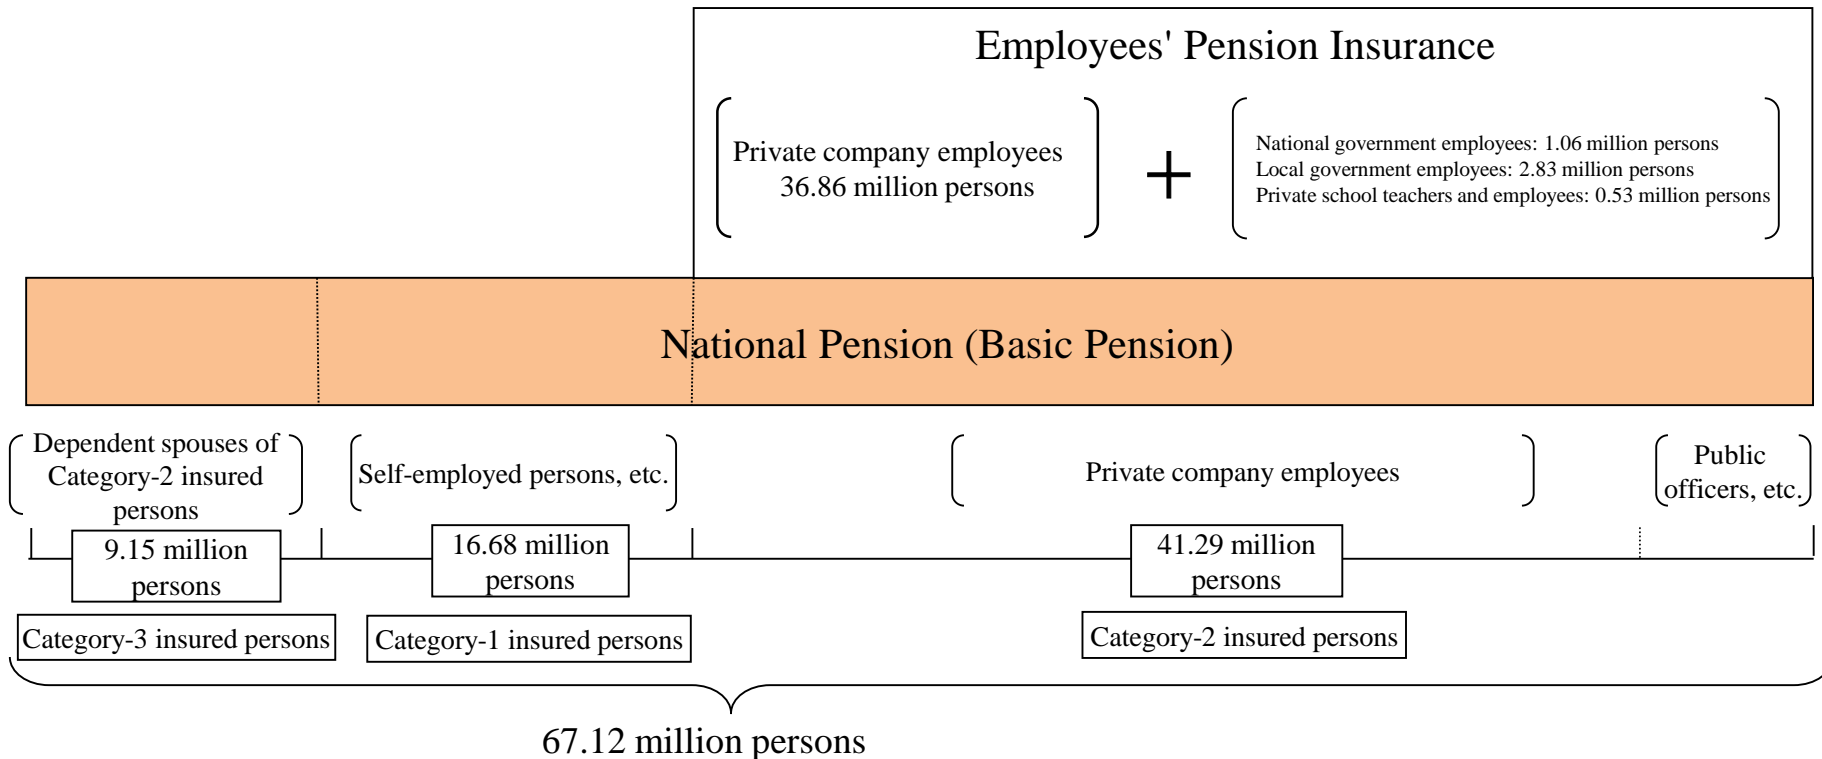 Employees' Pension Insurance
Private company employees
36.86 million persons
+
National government employees: 1.06 million persons
Local government employees: 2.83 million persons
Private school teachers and employees: 0.53 million persons
National Pension (Basic Pension)
Dependent spouses of
Category-2 insured
persons
Self-employed persons, etc.
Private company employees
Public
officers, etc.
9.15 million
persons
16.68 million
persons
41.29 million
persons
Category-3 insured persons
Category-1 insured persons
Category-2 insured persons
67.12 million persons